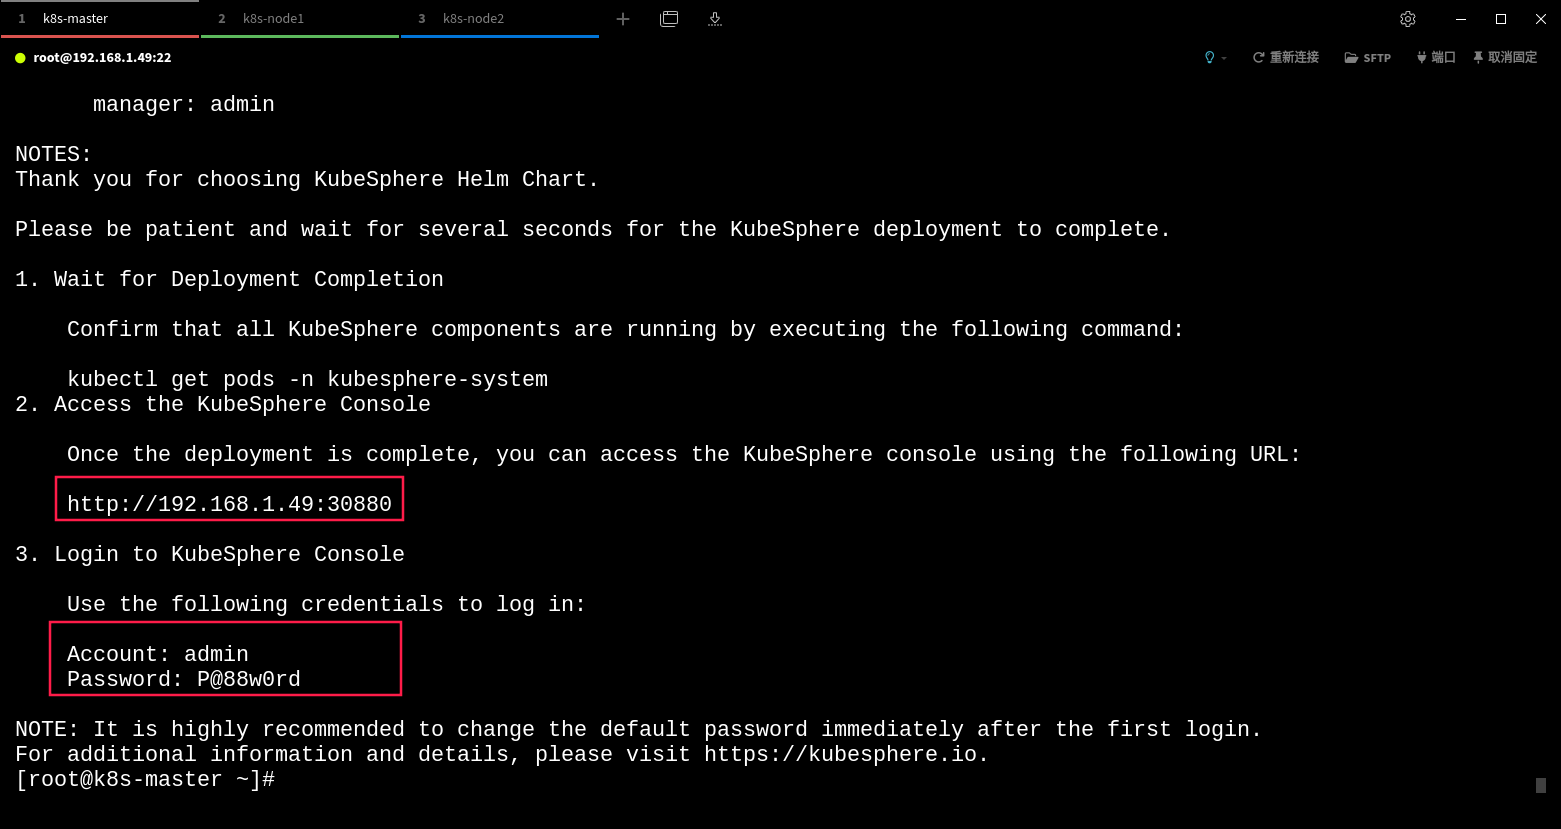 1 k8s-master 2 k8s-node1 3 k8s-node2
root@192.168.1.49:22 重新连接 SFTP 端口 取消固定
manager: admin
NOTES:
Thank you for choosing KubeSphere Helm Chart.
Please be patient and wait for several seconds for the KubeSphere deployment to complete.
1. Wait for Deployment Completion
Confirm that all KubeSphere components are running by executing the following command:
kubectl get pods -n kubesphere-system
2. Access the KubeSphere Console
Once the deployment is complete, you can access the KubeSphere console using the following URL:
http://192.168.1.49:30880
3. Login to KubeSphere Console
Use the following credentials to log in:
Account: admin
Password: P@88w0rd
NOTE: It is highly recommended to change the default password immediately after the first login.
For additional information and details, please visit https://kubesphere.io.
[root@k8s-master ~]#